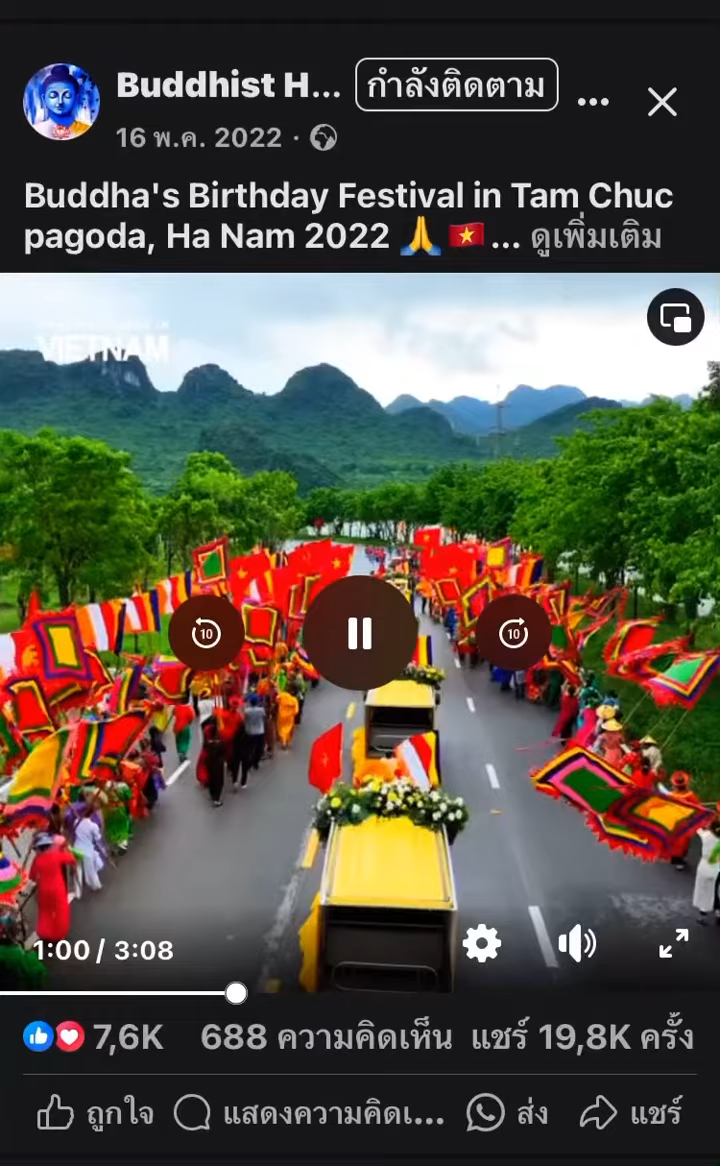 Buddhist H... กำลังติดตาม
16 พ.ค. 2022 ·
Buddha's Birthday Festival in Tam Chuc
pagoda, Ha Nam 2022 🙏🇻🇳... ดูเพิ่มเติม
VIETNAM
10 10
1:00 / 3:08
7,6K 688 ความคิดเห็น แชร์ 19,8K ครั้ง
ถูกใจ แสดงความคิดเ... ส่ง แชร์